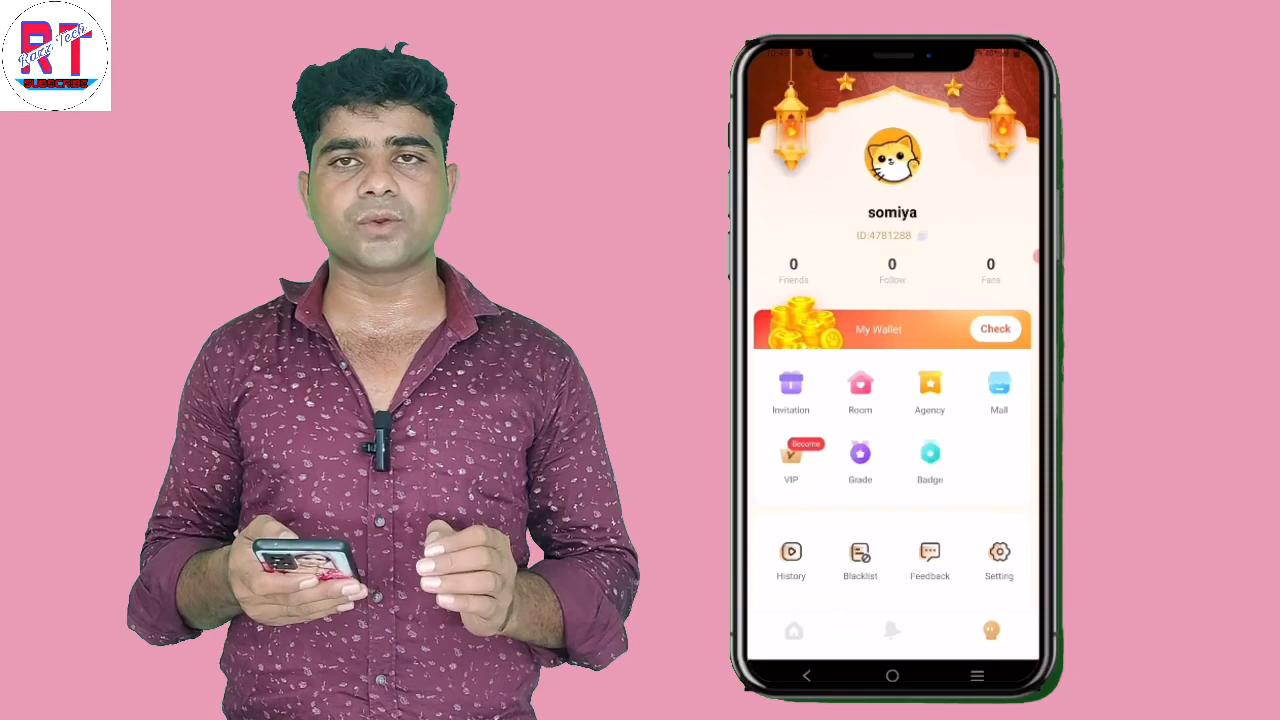 RT
Raza Tech
SUBSCRIBE
somiya
ID:4781288
0 0 0
Friends Follow Fans
My Wallet Check
Invitation Room Agency Mall
Become
VIP Grade Badge
History Blacklist Feedback Setting